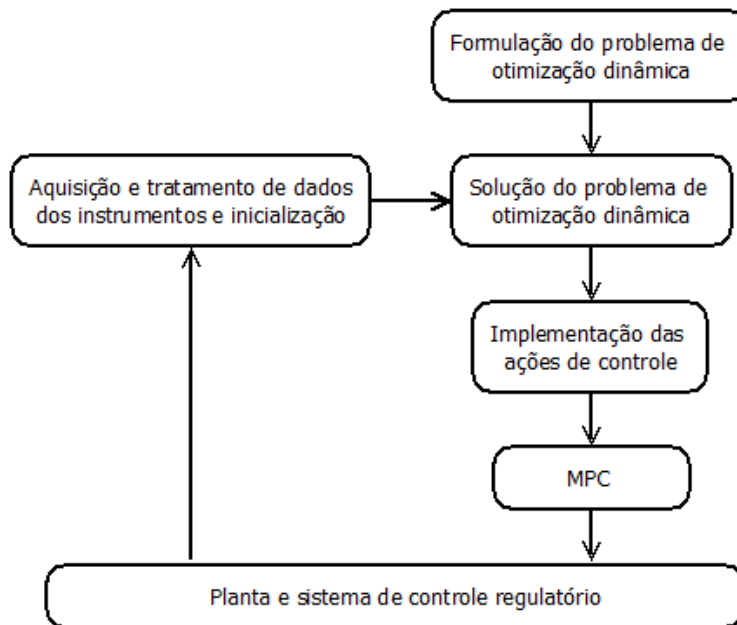 Formulação do problema de
otimização dinâmica
Aquisição e tratamento de dados
dos instrumentos e inicialização
Solução do problema de
otimização dinâmica
Implementação das
ações de controle
MPC
Planta e sistema de controle regulatório